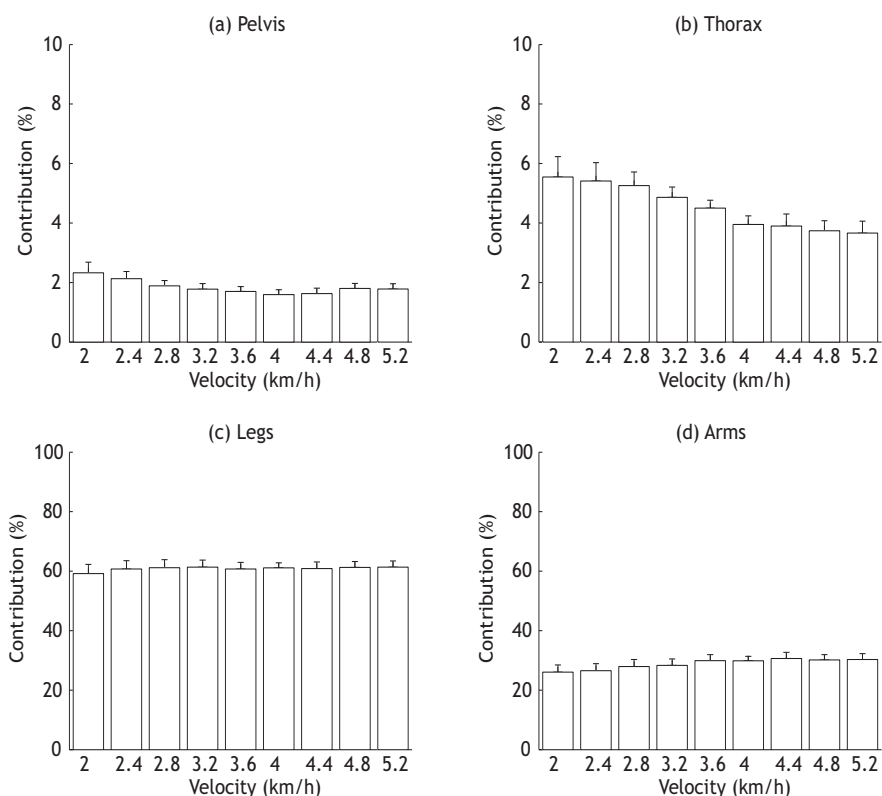 (a) Pelvis
10
8
6
4
2
0
Contribution (%)
2 2.4 2.8 3.2 3.6 4 4.4 4.8 5.2
Velocity (km/h)
(b) Thorax
10
8
6
4
2
0
Contribution (%)
2 2.4 2.8 3.2 3.6 4 4.4 4.8 5.2
Velocity (km/h)
(c) Legs
100
80
60
40
20
0
Contribution (%)
2 2.4 2.8 3.2 3.6 4 4.4 4.8 5.2
Velocity (km/h)
(d) Arms
100
80
60
40
20
0
Contribution (%)
2 2.4 2.8 3.2 3.6 4 4.4 4.8 5.2
Velocity (km/h)